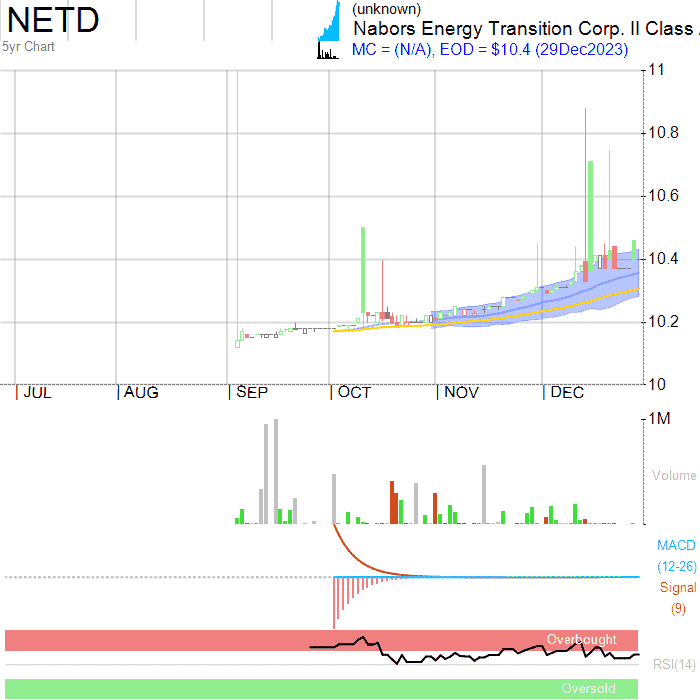 NETD
(unknown)
Nabors Energy Transition Corp. II Class
5yr Chart
MC = (N/A), EOD = $10.4 (29Dec2023)
11
10.8
10.6
10.4
10.2
10
JUL AUG SEP OCT NOV DEC
1M
Volume
MACD
(12-26)
Signal
(9)
Overbought
RSI(14)
Oversold